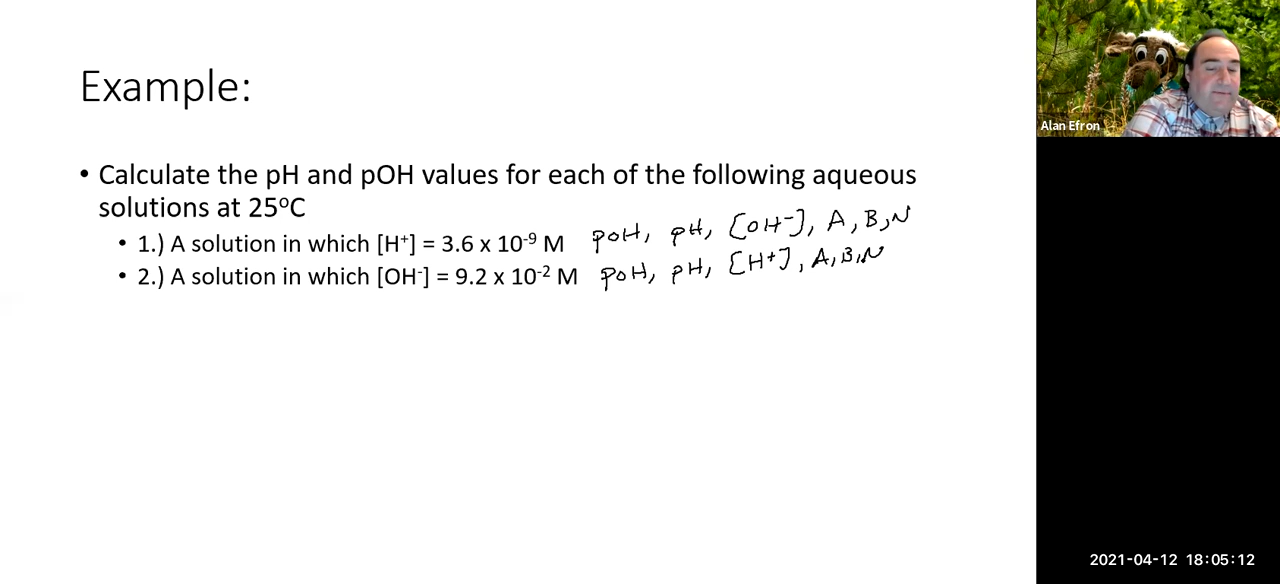 Example:
• Calculate the pH and pOH values for each of the following aqueous
solutions at 25°C
• 1.) A solution in which [H⁺] = 3.6 x 10⁻⁹ M pOH, pH, [OH⁻], A, B, N
• 2.) A solution in which [OH⁻] = 9.2 x 10⁻² M pOH, pH, [H⁺], A, B, N
Alan Efron
2021-04-12 18:05:12